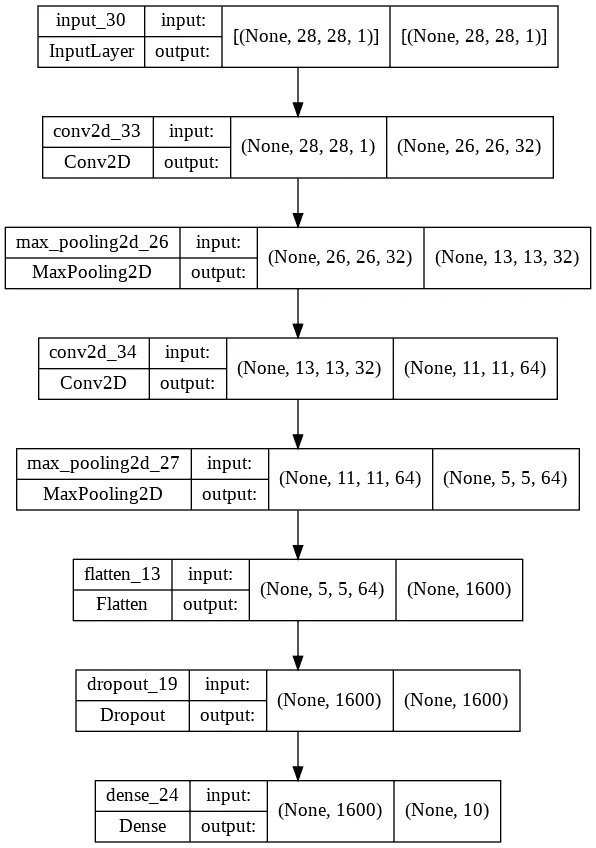 input_30 input: [(None, 28, 28, 1)] [(None, 28, 28, 1)]
InputLayer output:
conv2d_33 input: (None, 28, 28, 1) (None, 26, 26, 32)
Conv2D output:
max_pooling2d_26 input: (None, 26, 26, 32) (None, 13, 13, 32)
MaxPooling2D output:
conv2d_34 input: (None, 13, 13, 32) (None, 11, 11, 64)
Conv2D output:
max_pooling2d_27 input: (None, 11, 11, 64) (None, 5, 5, 64)
MaxPooling2D output:
flatten_13 input: (None, 5, 5, 64) (None, 1600)
Flatten output:
dropout_19 input: (None, 1600) (None, 1600)
Dropout output:
dense_24 input: (None, 1600) (None, 10)
Dense output: